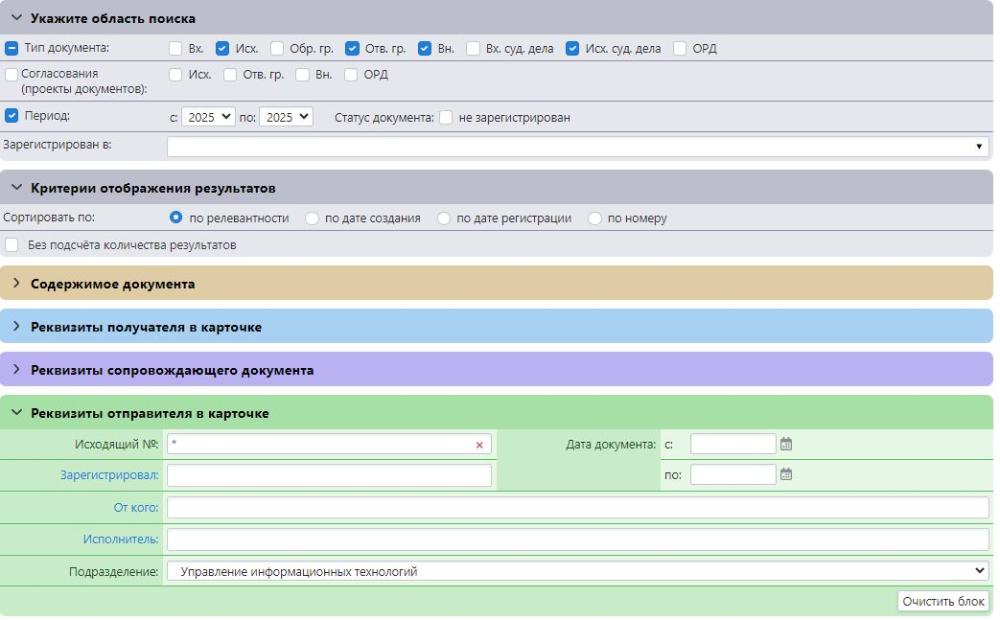 Укажите область поиска
Тип документа: Вх. Исх. Обр. гр. Отв. гр. Вн. Вх. суд. дела Исх. суд. дела ОРД
Согласования
(проекты документов): Исх. Отв. гр. Вн. ОРД
Период: с: 2025 по: 2025 Статус документа: не зарегистрирован
Зарегистрирован в:
Критерии отображения результатов
Сортировать по: по релевантности по дате создания по дате регистрации по номеру
Без подсчёта количества результатов
Содержимое документа
Реквизиты получателя в карточке
Реквизиты сопровождающего документа
Реквизиты отправителя в карточке
Исходящий №: * Дата документа: с:
Зарегистрировал: по:
От кого:
Исполнитель:
Подразделение: Управление информационных технологий
Очистить блок